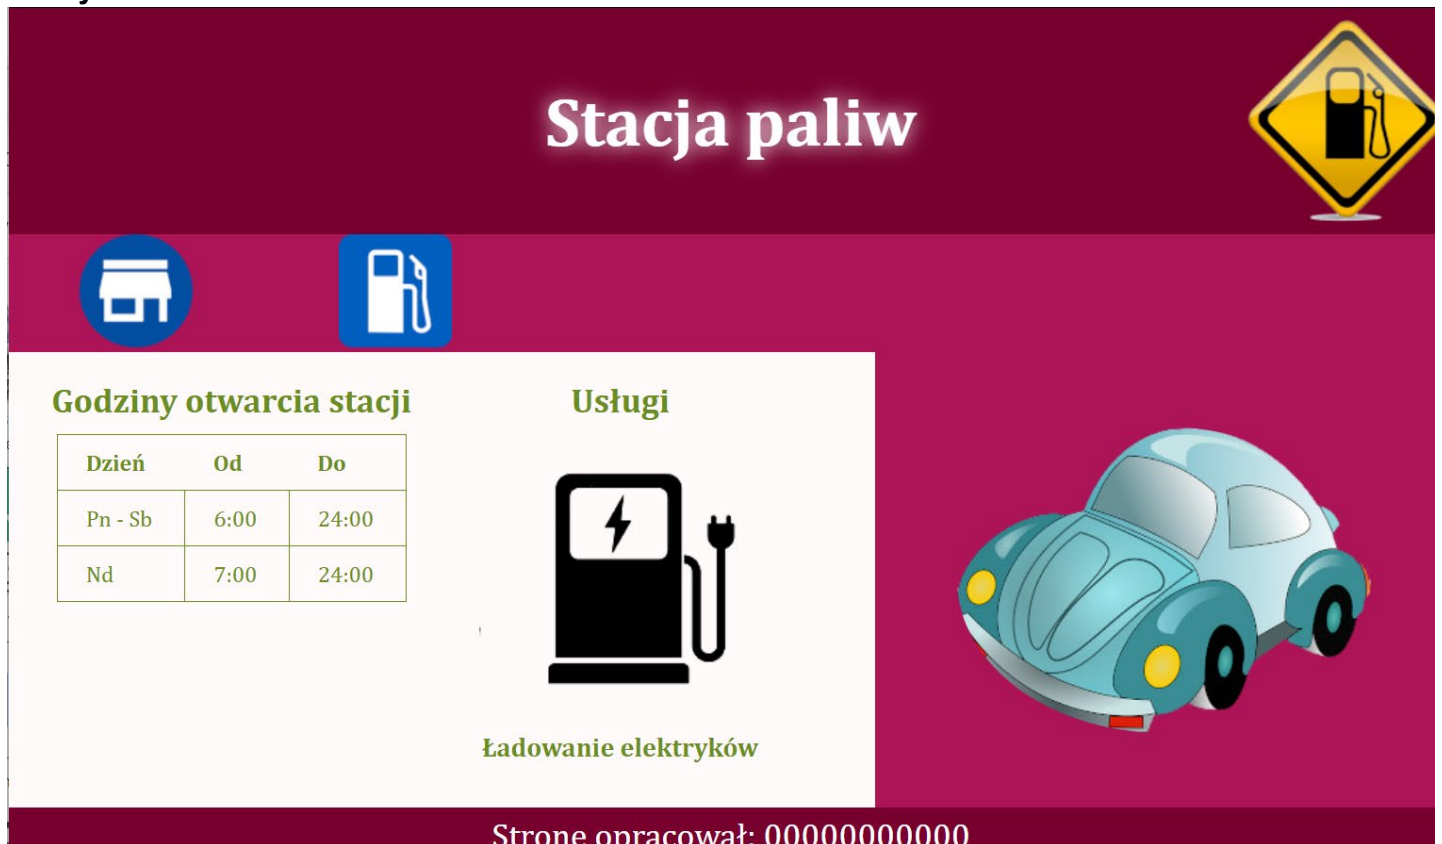 Stacja paliw
Godziny otwarcia stacji
Usługi
Dzień Od Do
Pn - Sb 6:00 24:00
Nd 7:00 24:00
Ładowanie elektryków
Stronę opracował: 00000000000